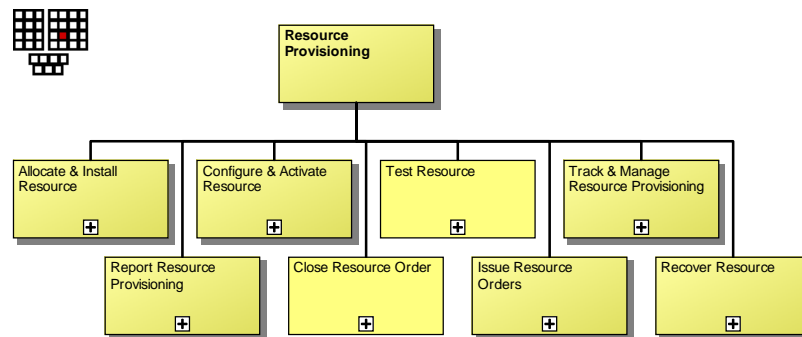 Resource
Provisioning
Allocate & Install
Resource
Configure & Activate
Resource
Test Resource
Track & Manage
Resource Provisioning
Report Resource
Provisioning
Close Resource Order
Issue Resource
Orders
Recover Resource